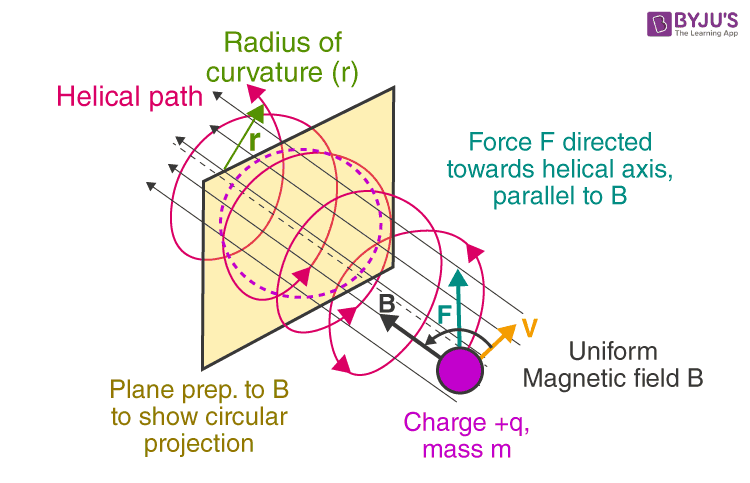 BYJU'S
The Learning App
Radius of
curvature (r)
Helical path
r
Force F directed
towards helical axis,
parallel to B
B
F
V
Uniform
Magnetic field B
Plane prep. to B
to show circular
projection
Charge +q,
mass m